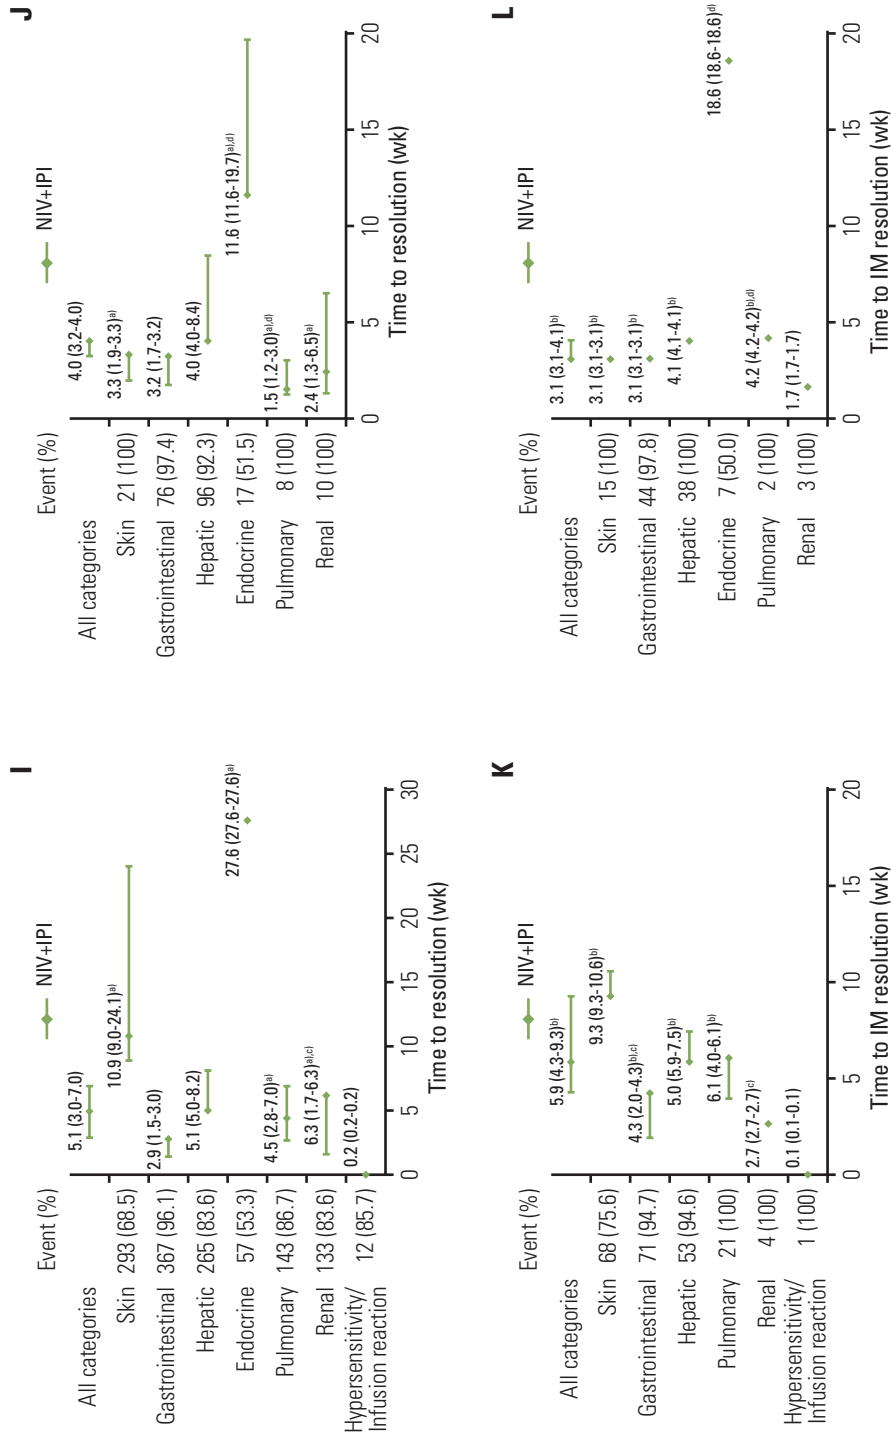 I
Event (%)
NIV+IPI
All categories
5.1 (3.0-7.0)
Skin 293 (68.5)
10.9 (9.0-24.1)a)
Gastrointestinal 367 (96.1)
2.9 (1.5-3.0)
Hepatic 265 (83.6)
5.1 (5.0-8.2)
Endocrine 57 (53.3)
27.6 (27.6-27.6)a)
Pulmonary 143 (86.7)
4.5 (2.8-7.0)a)
Renal 133 (83.6)
6.3 (1.7-6.3)a),c)
Hypersensitivity/
Infusion reaction
12 (85.7)
0.2 (0.2-0.2)
0 5 10 15 20 25 30
Time to resolution (wk)
J
Event (%)
NIV+IPI
All categories
4.0 (3.2-4.0)
Skin 21 (100)
3.3 (1.9-3.3)a)
Gastrointestinal 76 (97.4)
3.2 (1.7-3.2)
Hepatic 96 (92.3)
4.0 (4.0-8.4)
Endocrine 17 (51.5)
11.6 (11.6-19.7)a),d)
Pulmonary 8 (100)
1.5 (1.2-3.0)a),d)
Renal 10 (100)
2.4 (1.3-6.5)a)
0 5 10 15 20
Time to resolution (wk)
K
Event (%)
NIV+IPI
All categories
5.9 (4.3-9.3)b)
Skin 68 (75.6)
9.3 (9.3-10.6)b)
Gastrointestinal 71 (94.7)
4.3 (2.0-4.3)b),c)
Hepatic 53 (94.6)
5.0 (5.9-7.5)b)
Pulmonary 21 (100)
6.1 (4.0-6.1)b)
Renal 4 (100)
2.7 (2.7-2.7)c)
Hypersensitivity/
Infusion reaction
1 (100)
0.1 (0.1-0.1)
0 5 10 15 20
Time to IM resolution (wk)
L
Event (%)
NIV+IPI
All categories
3.1 (3.1-4.1)b)
Skin 15 (100)
3.1 (3.1-3.1)b)
Gastrointestinal 44 (97.8)
3.1 (3.1-3.1)b)
Hepatic 38 (100)
4.1 (4.1-4.1)b)
Endocrine 7 (50.0)
18.6 (18.6-18.6)d)
Pulmonary 2 (100)
4.2 (4.2-4.2)b),d)
Renal 3 (100)
1.7 (1.7-1.7)
0 5 10 15 20
Time to IM resolution (wk)